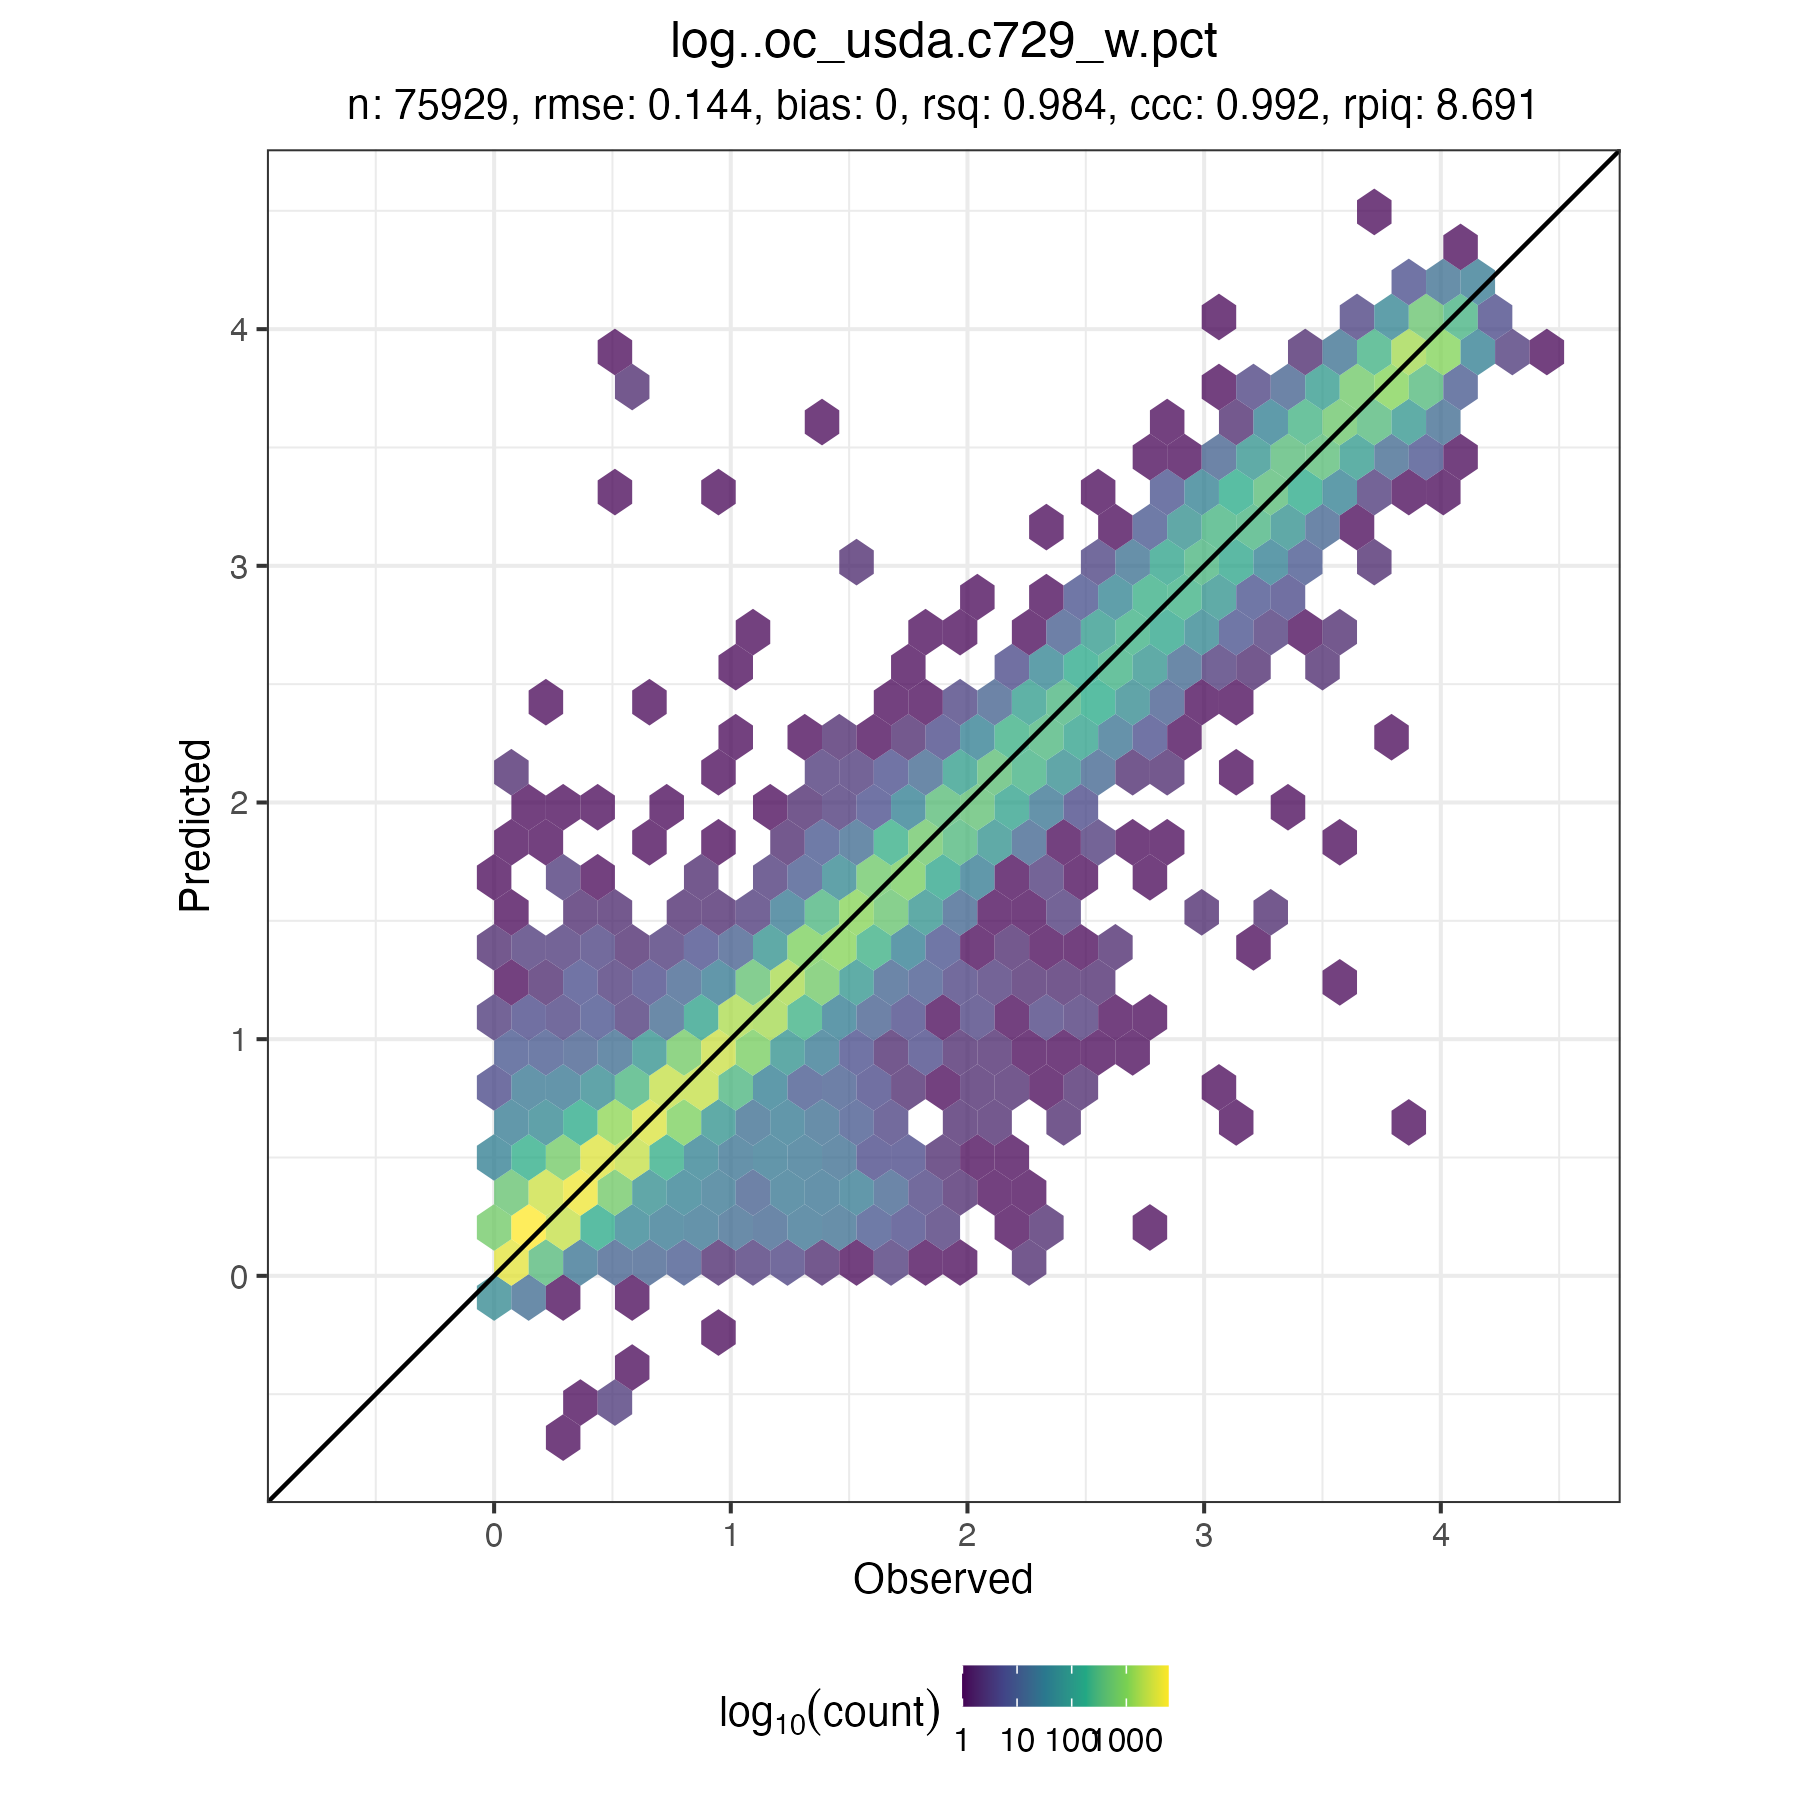 log..oc_usda.c729_w.pct
n: 75929, rmse: 0.144, bias: 0, rsq: 0.984, ccc: 0.992, rpiq: 8.691
Predicted
4
3
2
1
0
0 1 2 3 4
Observed
log10(count)
1 10 100 1000